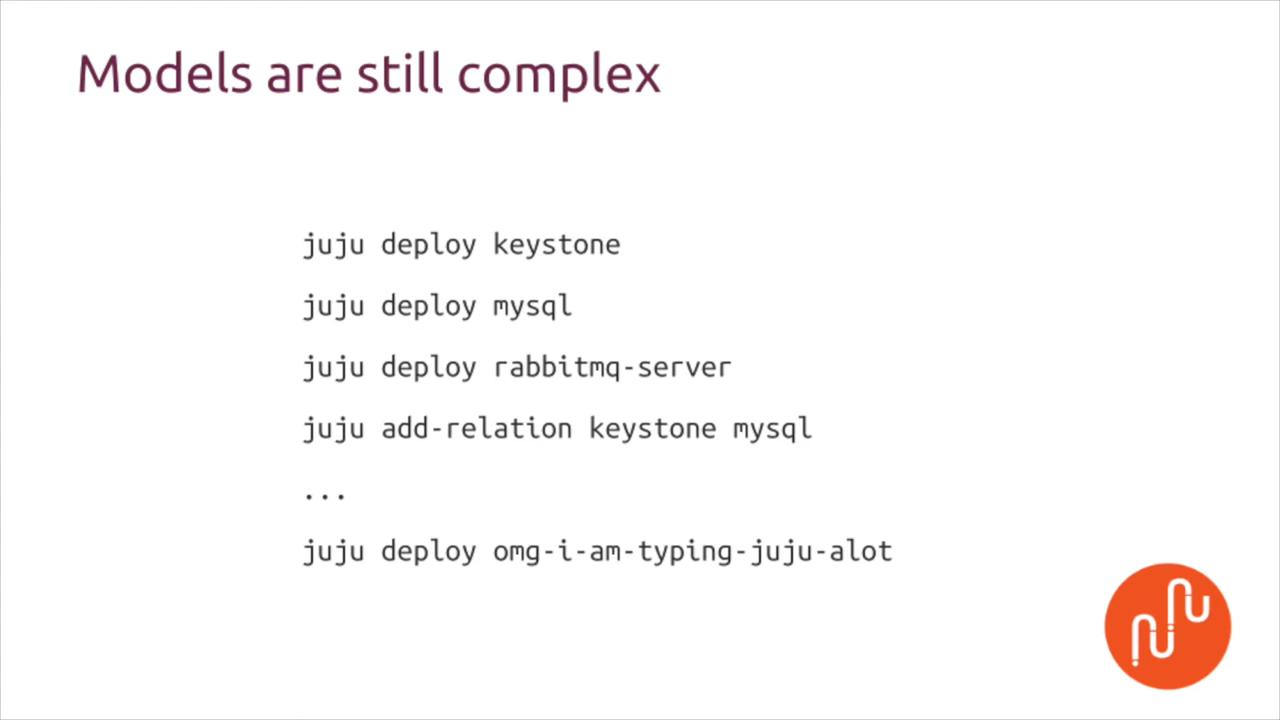 Models are still complex
juju deploy keystone
juju deploy mysql
juju deploy rabbitmq-server
juju add-relation keystone mysql
...
juju deploy omg-i-am-typing-juju-alot